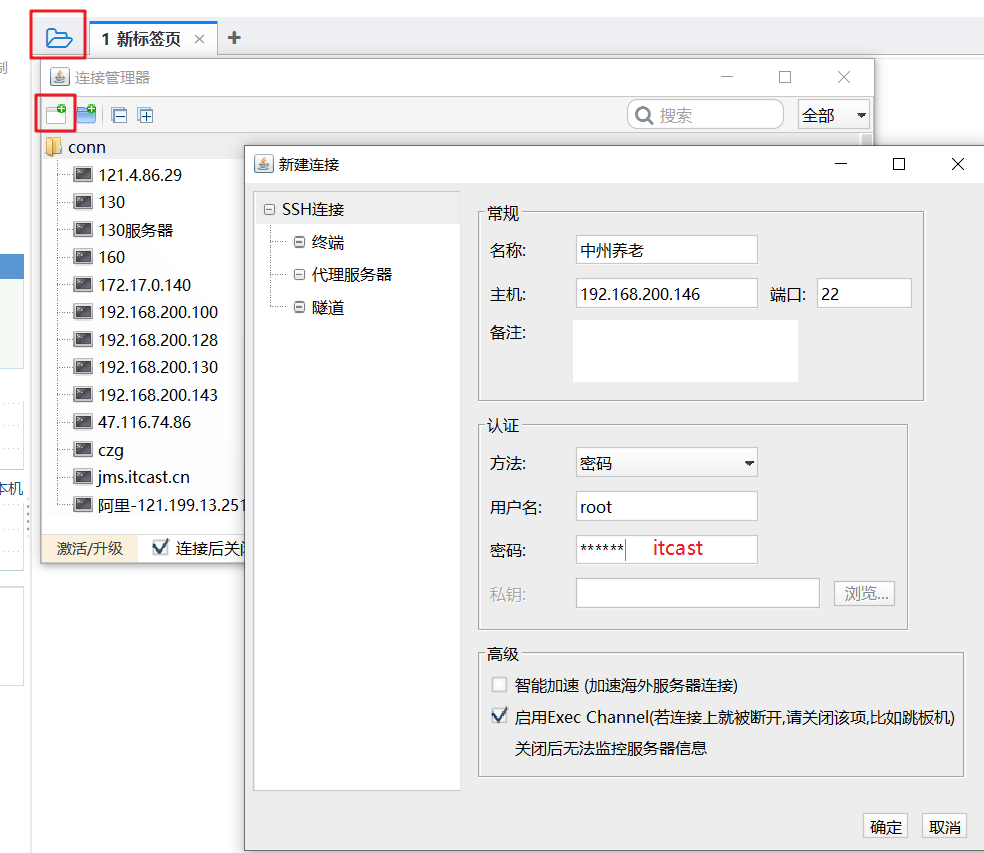 1 新标签页
制
连接管理器
搜索
全部
conn
121.4.86.29
130
130服务器
160
172.17.0.140
192.168.200.100
192.168.200.128
192.168.200.130
192.168.200.143
47.116.74.86
czg
jms.itcast.cn
阿里-121.199.13.251
本机
激活/升级
连接后关闭
新建连接
SSH连接
终端
代理服务器
隧道
常规
名称: 中州养老
主机: 192.168.200.146 端口: 22
备注:
认证
方法: 密码
用户名: root
密码: ****** itcast
私钥: 浏览...
高级
智能加速 (加速海外服务器连接)
启用Exec Channel(若连接上就被断开,请关闭该项,比如跳板机)
关闭后无法监控服务器信息
确定 取消